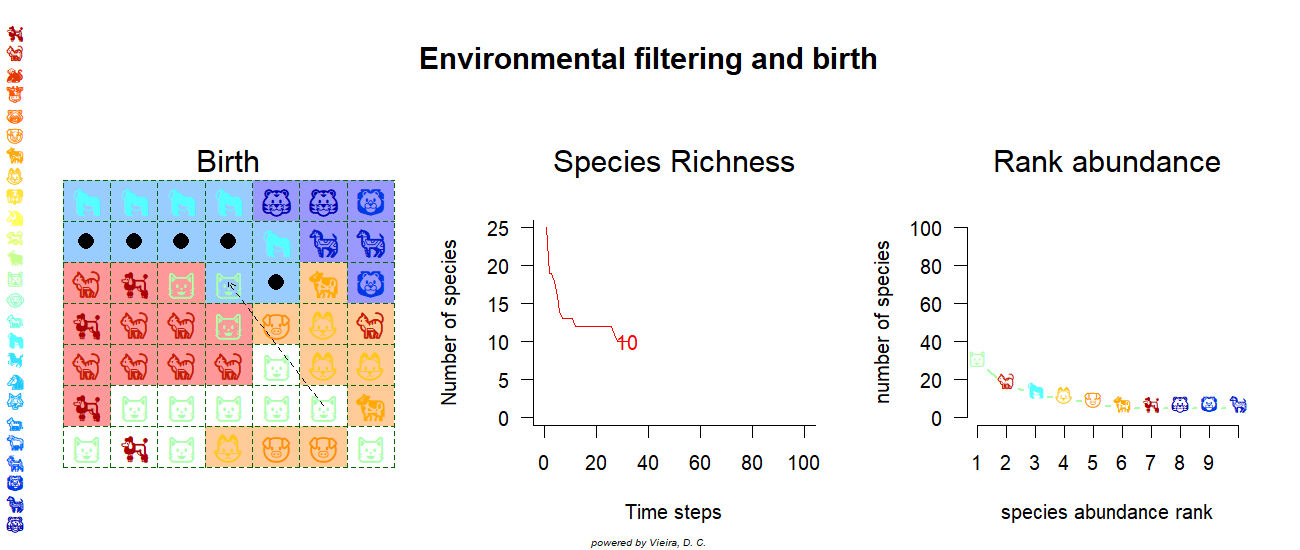 Environmental filtering and birth
Birth
Species Richness
Rank abundance
Number of species
25
20
15
10
5
0
10
0 20 40 60 80 100
Time steps
number of species
100
80
60
40
20
0
1 2 3 4 5 6 7 8 9
species abundance rank
powered by Vieira, D. C.